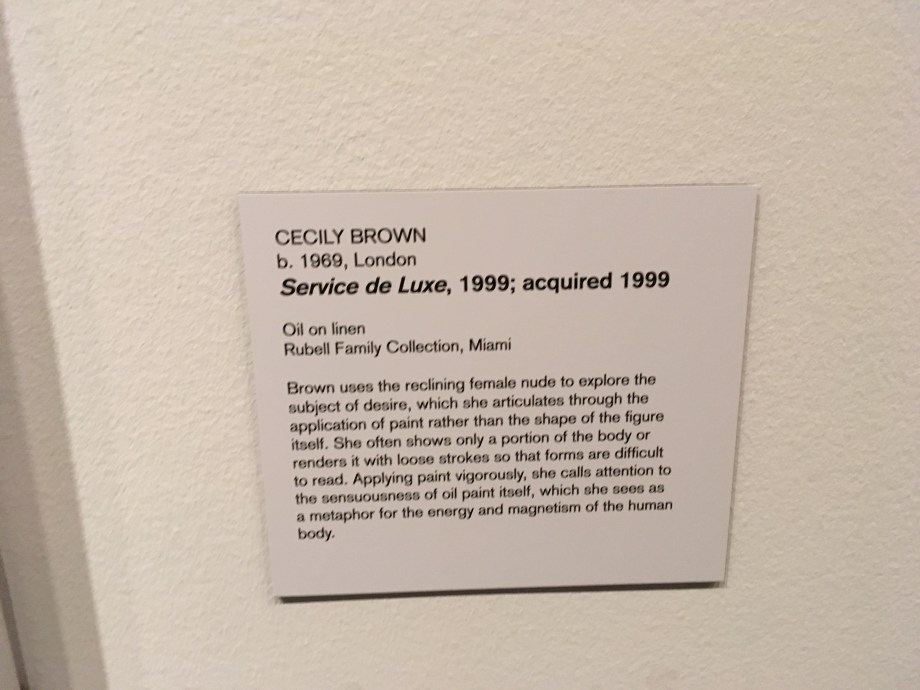 CECILY BROWN
b. 1969, London
Service de Luxe, 1999; acquired 1999
Oil on linen
Rubell Family Collection, Miami
Brown uses the reclining female nude to explore the
subject of desire, which she articulates through the
application of paint rather than the shape of the figure
itself. She often shows only a portion of the body or
renders it with loose strokes so that forms are difficult
to read. Applying paint vigorously, she calls attention to
the sensuousness of oil paint itself, which she sees as
a metaphor for the energy and magnetism of the human
body.